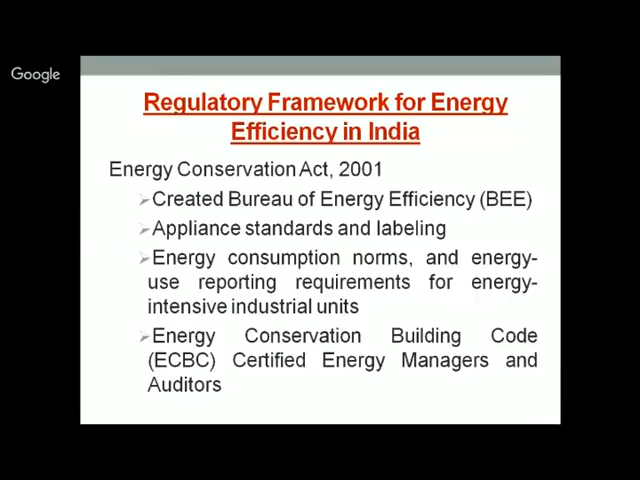 Google
Regulatory Framework for Energy
Efficiency in India
Energy Conservation Act, 2001
Created Bureau of Energy Efficiency (BEE)
Appliance standards and labeling
Energy consumption norms, and energy-
use reporting requirements for energy-
intensive industrial units
Energy Conservation Building Code
(ECBC) Certified Energy Managers and
Auditors